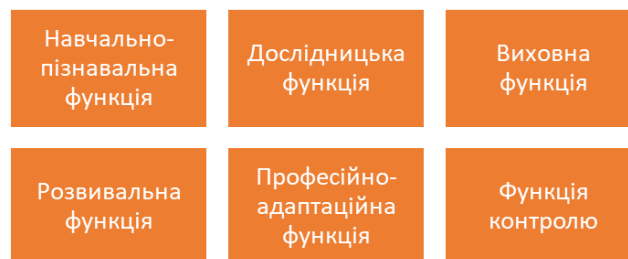 Навчально-
пізнавальна
функція
Дослідницька
функція
Виховна
функція
Розвивальна
функція
Професійно-
адаптаційна
функція
Функція
контролю